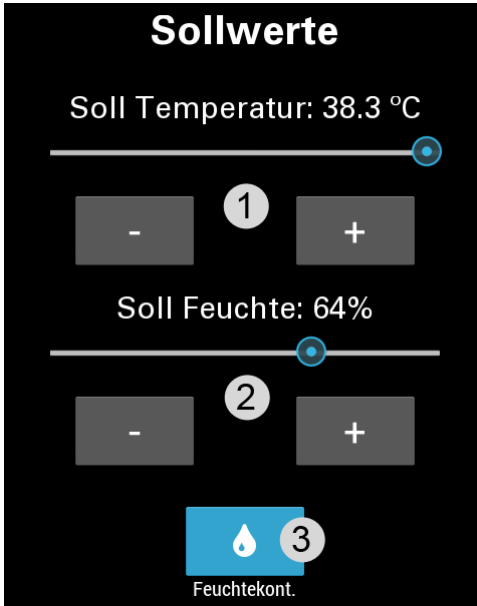 Sollwerte
Soll Temperatur: 38.3 °C
1
- +
Soll Feuchte: 64%
2
- +
3
Feuchtekont.